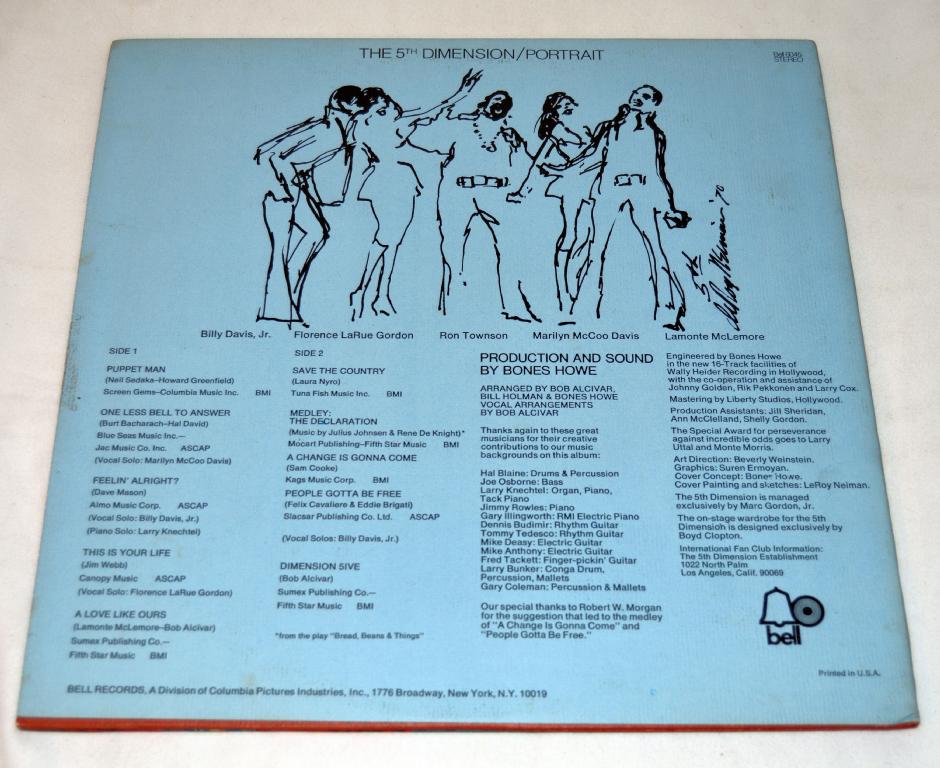 THE 5TH DIMENSION/PORTRAIT
Bell 6045
STEREO
5th
LeRoy Neiman '70
Billy Davis, Jr. Florence LaRue Gordon Ron Townson Marilyn McCoo Davis Lamonte McLemore
SIDE 1
PUPPET MAN
(Neil Sedaka–Howard Greenfield)
Screen Gems–Columbia Music Inc. BMI
ONE LESS BELL TO ANSWER
(Burt Bacharach–Hal David)
Blue Seas Music Inc.—
Jac Music Co. Inc. ASCAP
(Vocal Solo: Marilyn McCoo Davis)
FEELIN' ALRIGHT?
(Dave Mason)
Almo Music Corp. ASCAP
(Vocal Solo: Billy Davis, Jr.)
(Piano Solo: Larry Knechtel)
THIS IS YOUR LIFE
(Jim Webb)
Canopy Music ASCAP
(Vocal Solo: Florence LaRue Gordon)
A LOVE LIKE OURS
(Lamonte McLemore–Bob Alcivar)
Sumex Publishing Co.—
Fifth Star Music BMI
SIDE 2
SAVE THE COUNTRY
(Laura Nyro)
Tuna Fish Music Inc. BMI
MEDLEY:
THE DECLARATION
(Music by Julius Johnsen & Rene De Knight)*
Mocart Publishing–Fifth Star Music BMI
A CHANGE IS GONNA COME
(Sam Cooke)
Kags Music Corp. BMI
PEOPLE GOTTA BE FREE
(Felix Cavaliere & Eddie Brigati)
Slacsar Publishing Co. Ltd. ASCAP
(Vocal Solos: Billy Davis, Jr.)
DIMENSION 5IVE
(Bob Alcivar)
Sumex Publishing Co.—
Fifth Star Music BMI
*from the play "Bread, Beans & Things"
PRODUCTION AND SOUND
BY BONES HOWE
ARRANGED BY BOB ALCIVAR,
BILL HOLMAN & BONES HOWE
VOCAL ARRANGEMENTS
BY BOB ALCIVAR
Thanks again to these great
musicians for their creative
contributions to our music
backgrounds on this album:
Hal Blaine: Drums & Percussion
Joe Osborne: Bass
Larry Knechtel: Organ, Piano,
Tack Piano
Jimmy Rowles: Piano
Gary Illingworth: RMI Electric Piano
Dennis Budimir: Rhythm Guitar
Tommy Tedesco: Rhythm Guitar
Mike Deasy: Electric Guitar
Mike Anthony: Electric Guitar
Fred Tackett: Finger-pickin' Guitar
Larry Bunker: Conga Drum,
Percussion, Mallets
Gary Coleman: Percussion & Mallets
Our special thanks to Robert W. Morgan
for the suggestion that led to the medley
of "A Change Is Gonna Come" and
"People Gotta Be Free."
Engineered by Bones Howe
in the new 16-Track facilities of
Wally Heider Recording in Hollywood,
with the co-operation and assistance of
Johnny Golden, Rik Pekkonen and Larry Cox.
Mastering by Liberty Studios, Hollywood.
Production Assistants: Jill Sheridan,
Ann McClelland, Shelly Gordon.
The Special Award for perseverance
against incredible odds goes to Larry
Uttal and Monte Morris.
Art Direction: Beverly Weinstein.
Graphics: Suren Ermoyan.
Cover Concept: Bones Howe.
Cover Painting and sketches: LeRoy Neiman.
The 5th Dimension is managed
exclusively by Marc Gordon, Jr.
The on-stage wardrobe for the 5th
Dimension is designed exclusively by
Boyd Clopton.
International Fan Club Information:
The 5th Dimension Establishment
1022 North Palm
Los Angeles, Calif. 90069
bell
Printed in U.S.A.
BELL RECORDS, A Division of Columbia Pictures Industries, Inc., 1776 Broadway, New York, N.Y. 10019